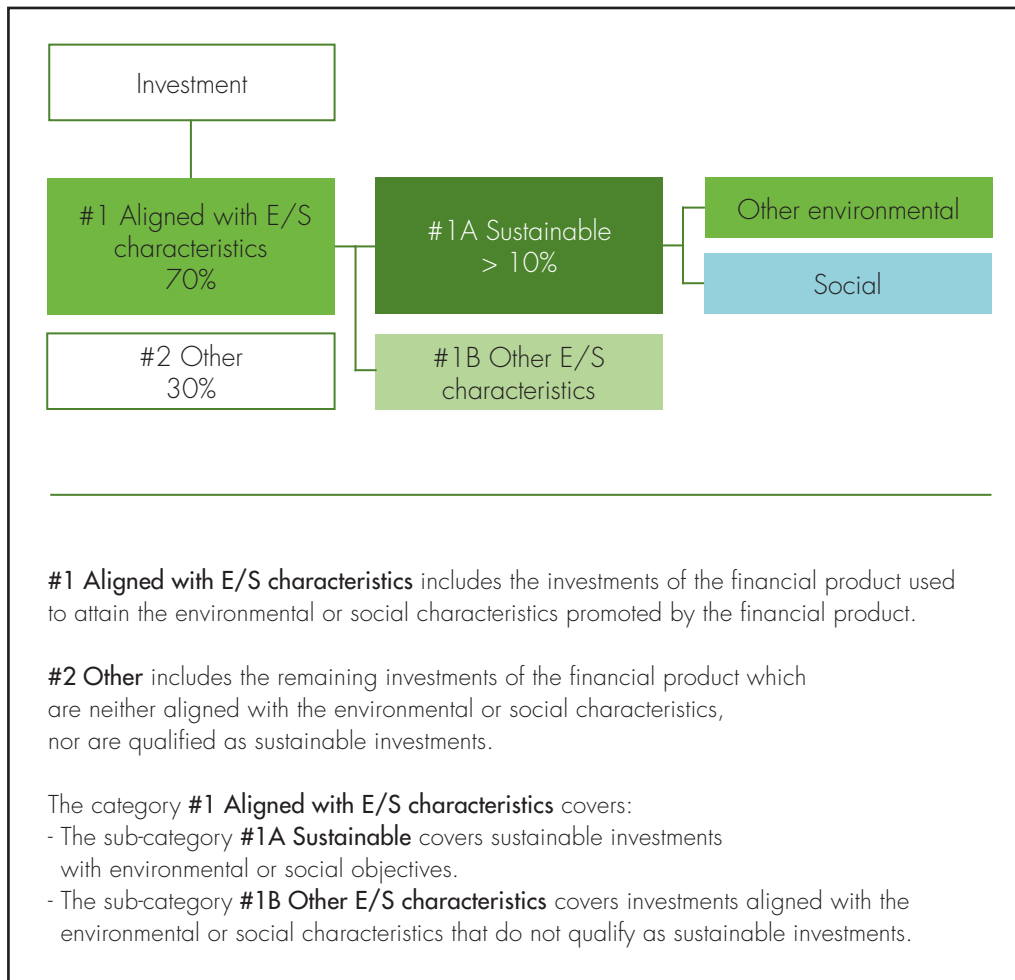 Investment
#1 Aligned with E/S
characteristics
70%
#2 Other
30%
#1A Sustainable
> 10%
#1B Other E/S
characteristics
Other environmental
Social
#1 Aligned with E/S characteristics includes the investments of the financial product used
to attain the environmental or social characteristics promoted by the financial product.
#2 Other includes the remaining investments of the financial product which
are neither aligned with the environmental or social characteristics,
nor are qualified as sustainable investments.
The category #1 Aligned with E/S characteristics covers:
- The sub-category #1A Sustainable covers sustainable investments
with environmental or social objectives.
- The sub-category #1B Other E/S characteristics covers investments aligned with the
environmental or social characteristics that do not qualify as sustainable investments.